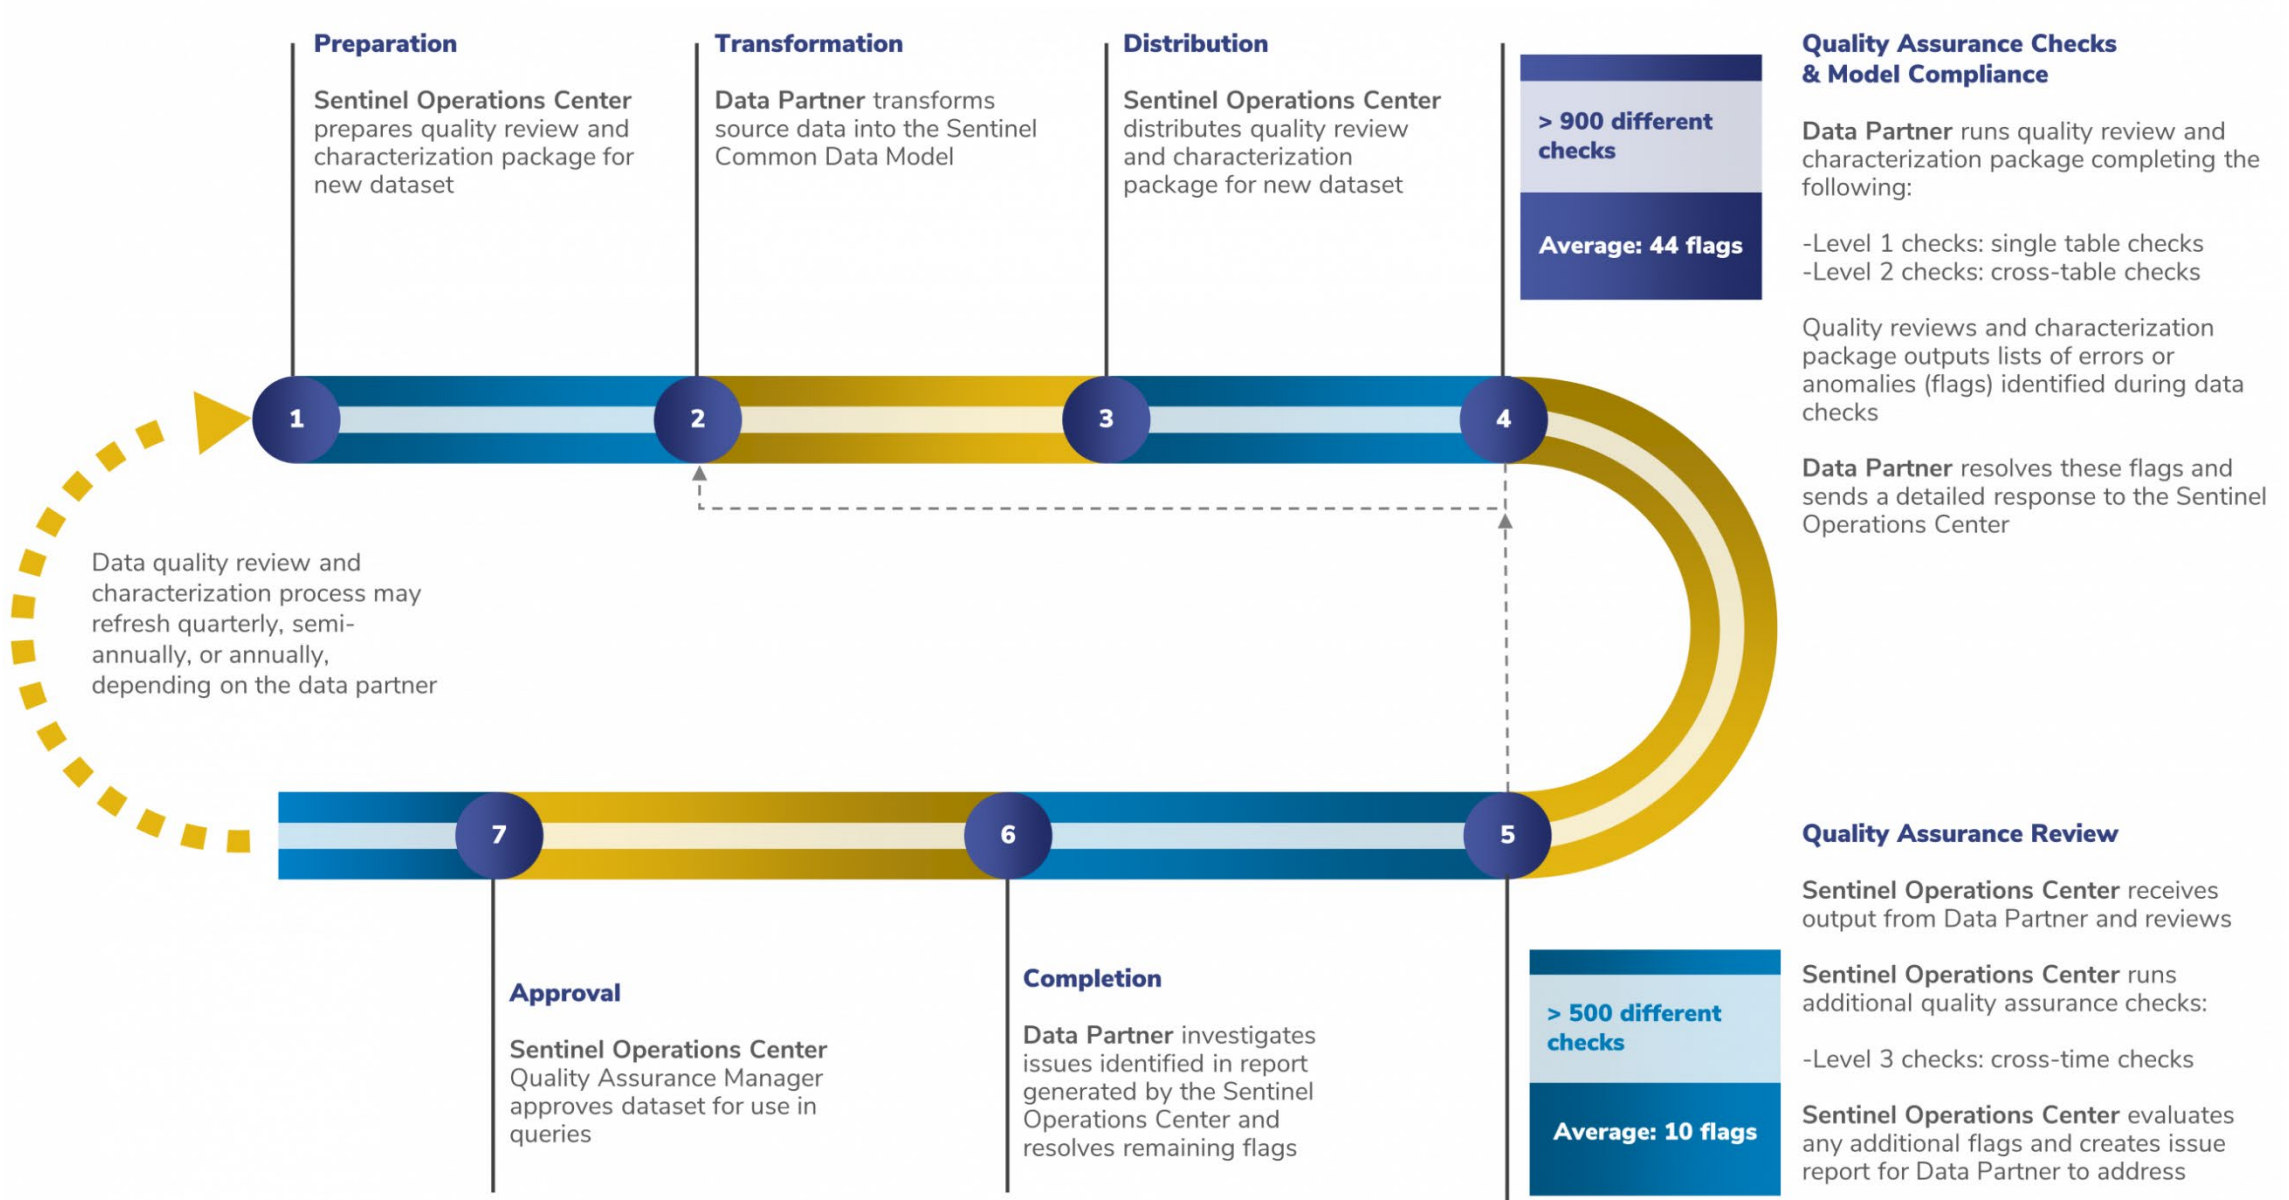 Preparation
Sentinel Operations Center
prepares quality review and
characterization package for
new dataset
Transformation
Data Partner transforms
source data into the Sentinel
Common Data Model
Distribution
Sentinel Operations Center
distributes quality review
and characterization
package for new dataset
> 900 different
checks
Average: 44 flags
Quality Assurance Checks
& Model Compliance
Data Partner runs quality review and
characterization package completing the
following:
-Level 1 checks: single table checks
-Level 2 checks: cross-table checks
Quality reviews and characterization
package outputs lists of errors or
anomalies (flags) identified during data
checks
Data Partner resolves these flags and
sends a detailed response to the Sentinel
Operations Center
1
2
3
4
Data quality review and
characterization process may
refresh quarterly, semi-
annually, or annually,
depending on the data partner
7
6
5
Approval
Sentinel Operations Center
Quality Assurance Manager
approves dataset for use in
queries
Completion
Data Partner investigates
issues identified in report
generated by the Sentinel
Operations Center and
resolves remaining flags
> 500 different
checks
Average: 10 flags
Quality Assurance Review
Sentinel Operations Center receives
output from Data Partner and reviews
Sentinel Operations Center runs
additional quality assurance checks:
-Level 3 checks: cross-time checks
Sentinel Operations Center evaluates
any additional flags and creates issue
report for Data Partner to address